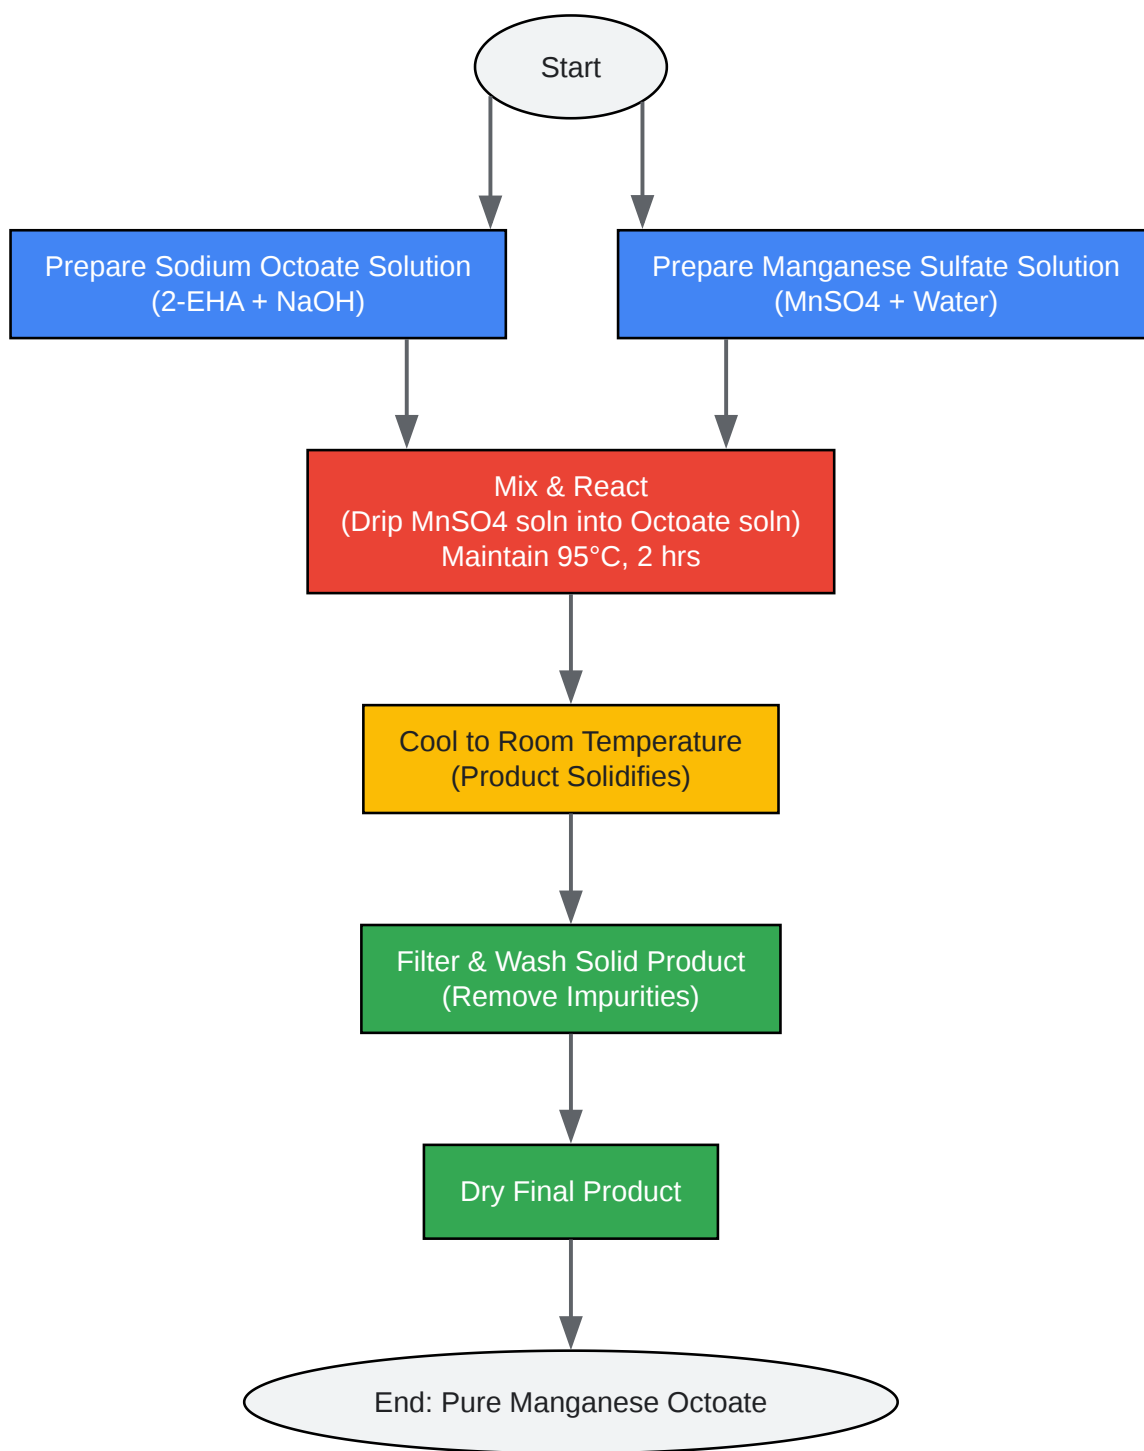 Start
Prepare Sodium Octoate Solution
(2-EHA + NaOH)
Prepare Manganese Sulfate Solution
(MnSO4 + Water)
Mix & React
(Drip MnSO4 soln into Octoate soln)
Maintain 95°C, 2 hrs
Cool to Room Temperature
(Product Solidifies)
Filter & Wash Solid Product
(Remove Impurities)
Dry Final Product
End: Pure Manganese Octoate